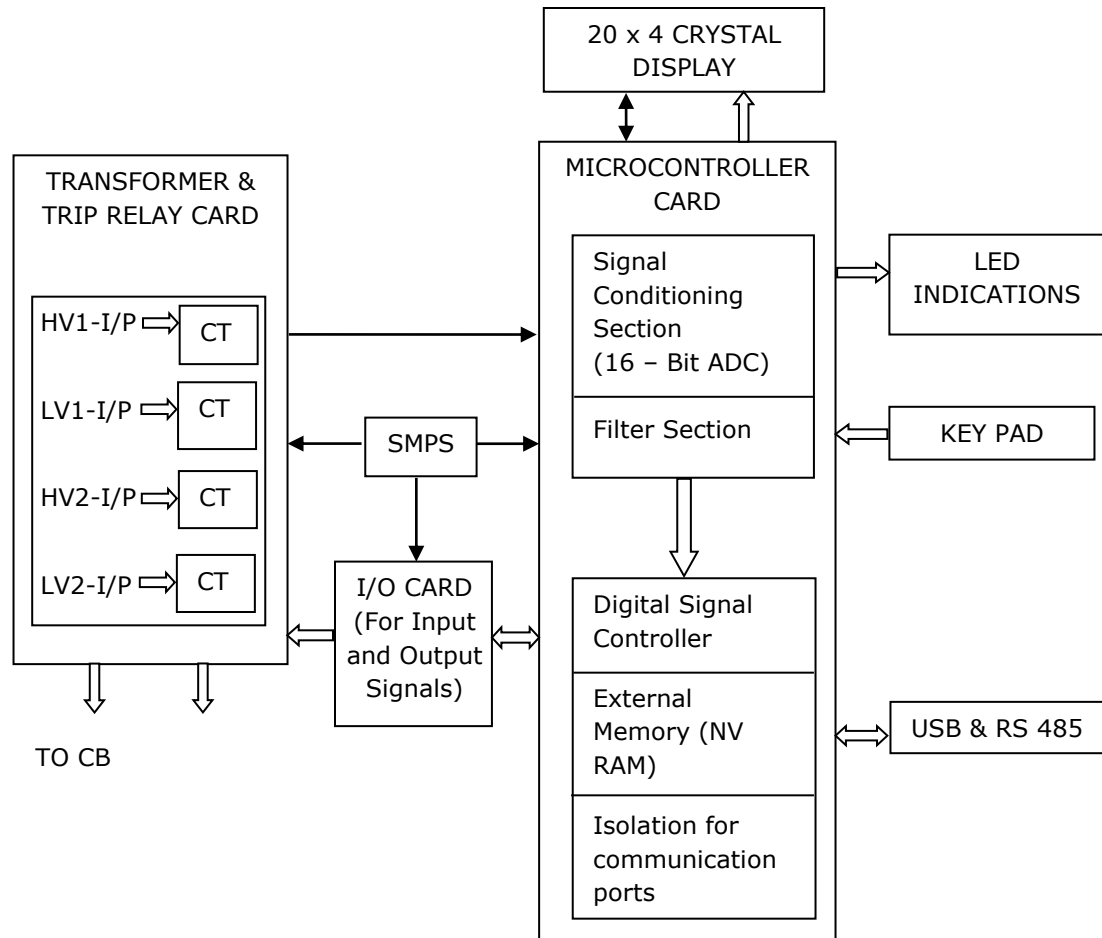 20 x 4 CRYSTAL
DISPLAY
TRANSFORMER &
TRIP RELAY CARD
HV1-I/P
CT
LV1-I/P
CT
HV2-I/P
CT
LV2-I/P
CT
TO CB
SMPS
I/O CARD
(For Input
and Output
Signals)
MICROCONTROLLER
CARD
Signal
Conditioning
Section
(16 – Bit ADC)
Filter Section
Digital Signal
Controller
External
Memory (NV
RAM)
Isolation for
communication
ports
LED
INDICATIONS
KEY PAD
USB & RS 485